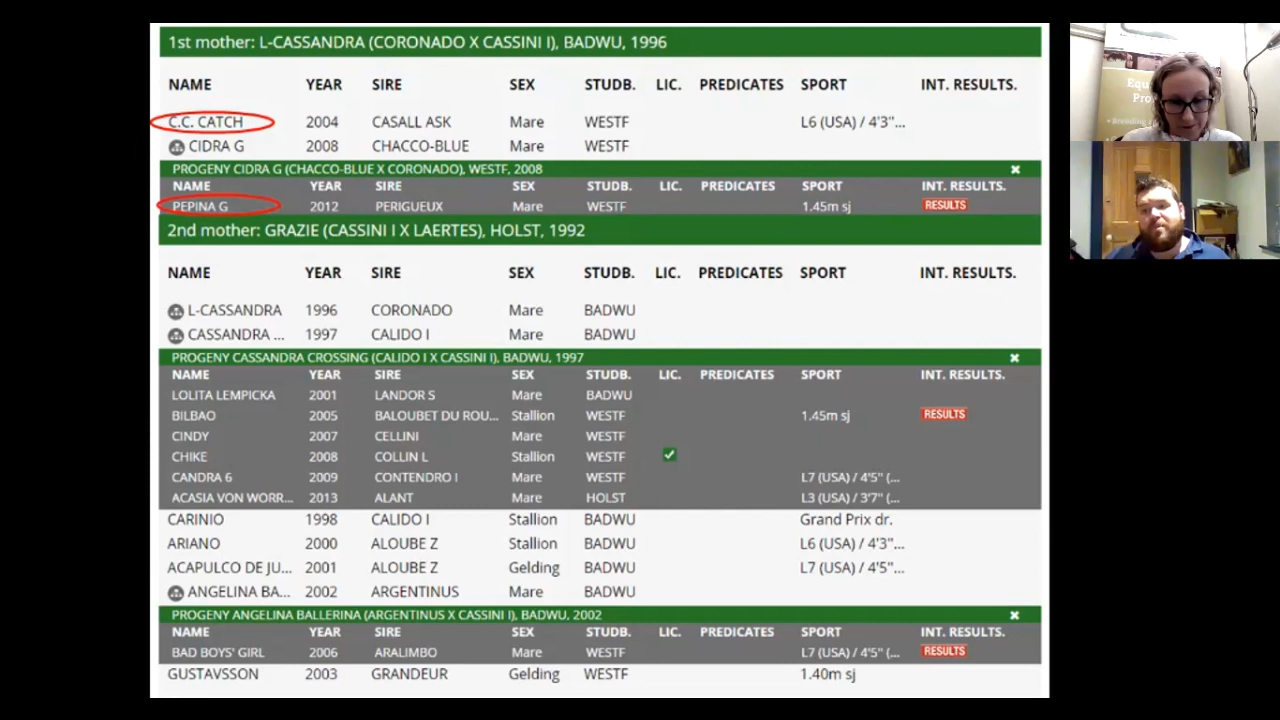 1st mother: L-CASSANDRA (CORONADO X CASSINI I), BADWU, 1996
NAME YEAR SIRE SEX STUDB. LIC. PREDICATES SPORT INT. RESULTS.
C.C. CATCH 2004 CASALL ASK Mare WESTF L6 (USA) / 4'3"...
CIDRA G 2008 CHACCO-BLUE Mare WESTF
PROGENY CIDRA G (CHACCO-BLUE X CORONADO), WESTF, 2008
NAME YEAR SIRE SEX STUDB. LIC. PREDICATES SPORT INT. RESULTS.
PEPINA G 2012 PERIGUEUX Mare WESTF 1.45m sj RESULTS
2nd mother: GRAZIE (CASSINI I X LAERTES), HOLST, 1992
NAME YEAR SIRE SEX STUDB. LIC. PREDICATES SPORT INT. RESULTS.
L-CASSANDRA 1996 CORONADO Mare BADWU
CASSANDRA ... 1997 CALIDO I Mare BADWU
PROGENY CASSANDRA CROSSING (CALIDO I X CASSINI I), BADWU, 1997
NAME YEAR SIRE SEX STUDB. LIC. PREDICATES SPORT INT. RESULTS.
LOLITA LEMPICKA 2001 LANDOR S Mare BADWU
BILBAO 2005 BALOUBET DU ROU... Stallion WESTF 1.45m sj RESULTS
CINDY 2007 CELLINI Mare WESTF
CHIKE 2008 COLLIN L Stallion WESTF
CANDRA 6 2009 CONTENDRO I Mare WESTF L7 (USA) / 4'5" (...
ACASIA VON WORR... 2013 ALANT Mare HOLST L3 (USA) / 3'7" (...
CARINIO 1998 CALIDO I Stallion BADWU Grand Prix dr.
ARIANO 2000 ALOUBE Z Stallion BADWU L6 (USA) / 4'3"...
ACAPULCO DE JU... 2001 ALOUBE Z Gelding BADWU L7 (USA) / 4'5"...
ANGELINA BA... 2002 ARGENTINUS Mare BADWU
PROGENY ANGELINA BALLERINA (ARGENTINUS X CASSINI I), BADWU, 2002
NAME YEAR SIRE SEX STUDB. LIC. PREDICATES SPORT INT. RESULTS.
BAD BOYS' GIRL 2006 ARALIMBO Mare WESTF L7 (USA) / 4'5" (... RESULTS
GUSTAVSSON 2003 GRANDEUR Gelding WESTF 1.40m sj